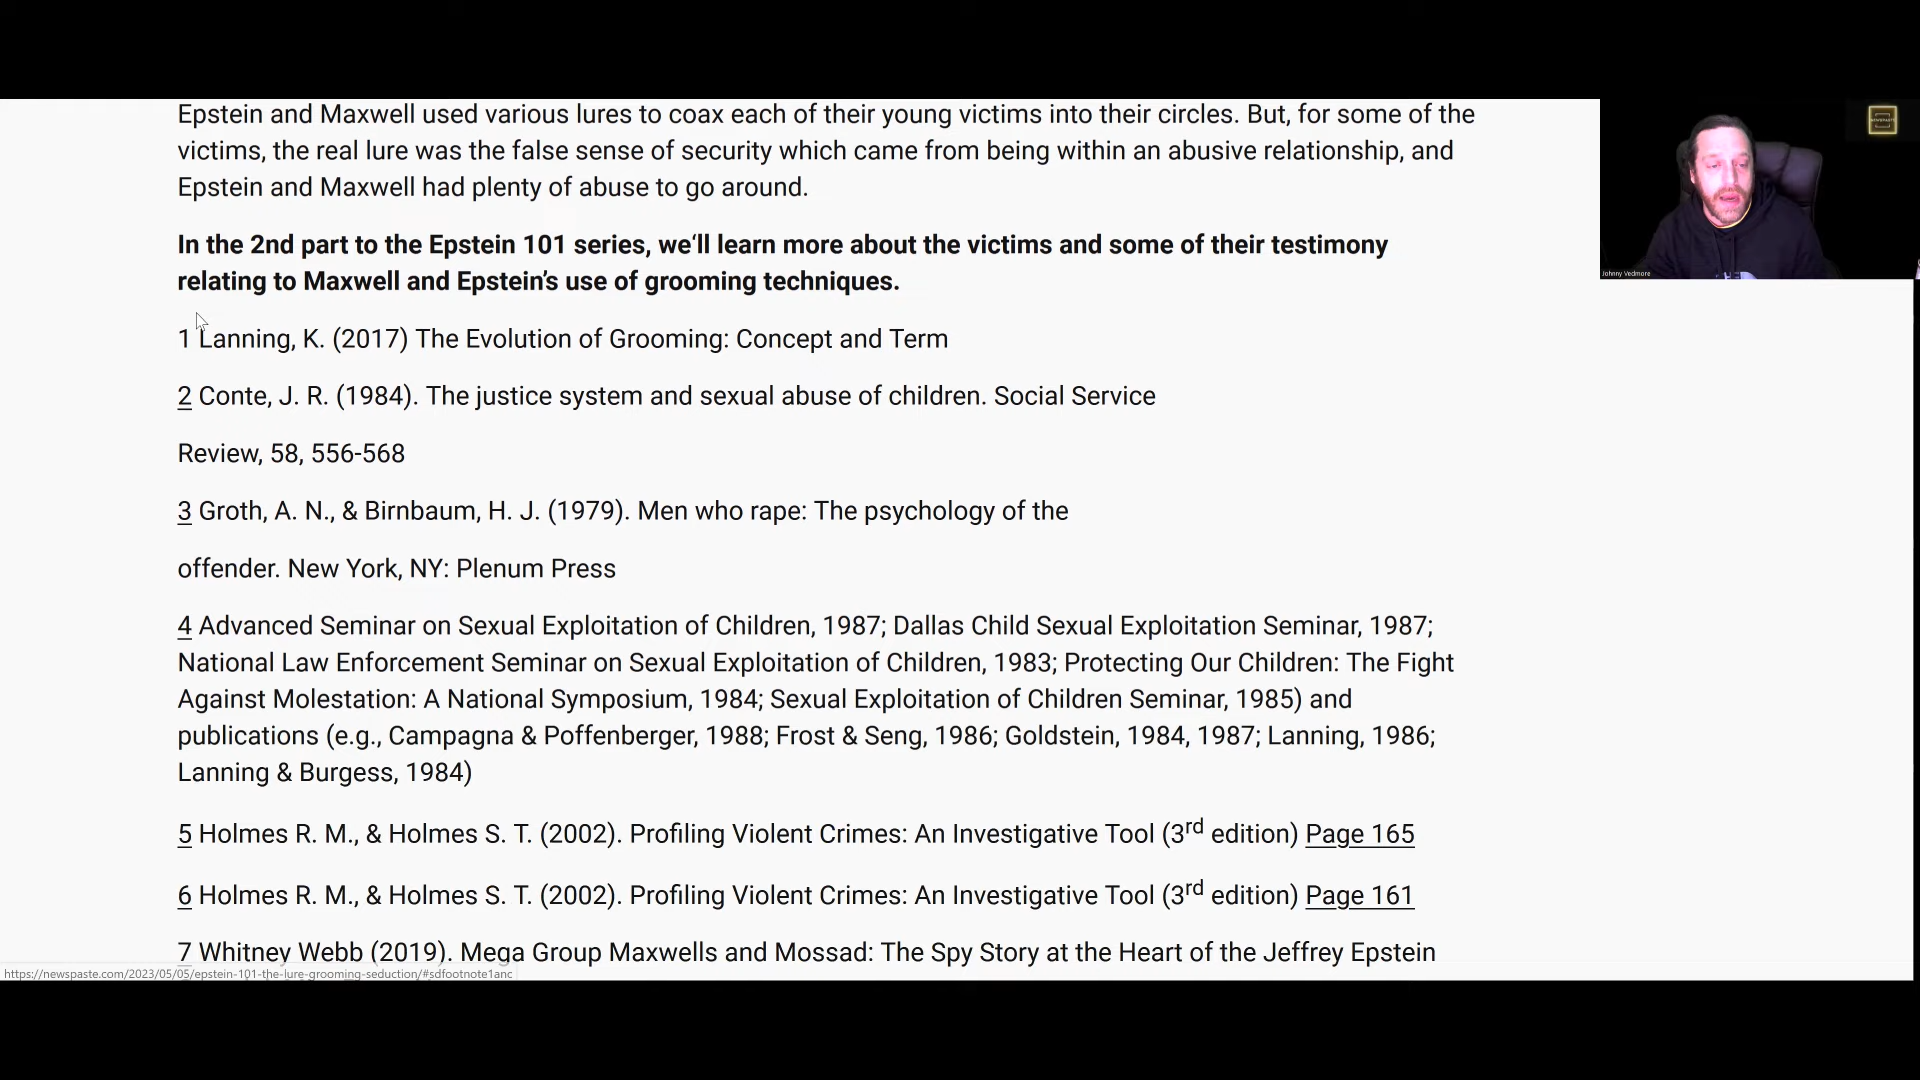 Epstein and Maxwell used various lures to coax each of their young victims into their circles. But, for some of the
victims, the real lure was the false sense of security which came from being within an abusive relationship, and
Epstein and Maxwell had plenty of abuse to go around.
In the 2nd part to the Epstein 101 series, we‘ll learn more about the victims and some of their testimony
relating to Maxwell and Epstein’s use of grooming techniques.
1 Lanning, K. (2017) The Evolution of Grooming: Concept and Term
2 Conte, J. R. (1984). The justice system and sexual abuse of children. Social Service
Review, 58, 556-568
3 Groth, A. N., & Birnbaum, H. J. (1979). Men who rape: The psychology of the
offender. New York, NY: Plenum Press
4 Advanced Seminar on Sexual Exploitation of Children, 1987; Dallas Child Sexual Exploitation Seminar, 1987;
National Law Enforcement Seminar on Sexual Exploitation of Children, 1983; Protecting Our Children: The Fight
Against Molestation: A National Symposium, 1984; Sexual Exploitation of Children Seminar, 1985) and
publications (e.g., Campagna & Poffenberger, 1988; Frost & Seng, 1986; Goldstein, 1984, 1987; Lanning, 1986;
Lanning & Burgess, 1984)
5 Holmes R. M., & Holmes S. T. (2002). Profiling Violent Crimes: An Investigative Tool (3rd edition) Page 165
6 Holmes R. M., & Holmes S. T. (2002). Profiling Violent Crimes: An Investigative Tool (3rd edition) Page 161
7 Whitney Webb (2019). Mega Group Maxwells and Mossad: The Spy Story at the Heart of the Jeffrey Epstein
https://newspaste.com/2023/05/05/epstein-101-the-lure-grooming-seduction/#sdfootnote1anc
Johnny Vedmore